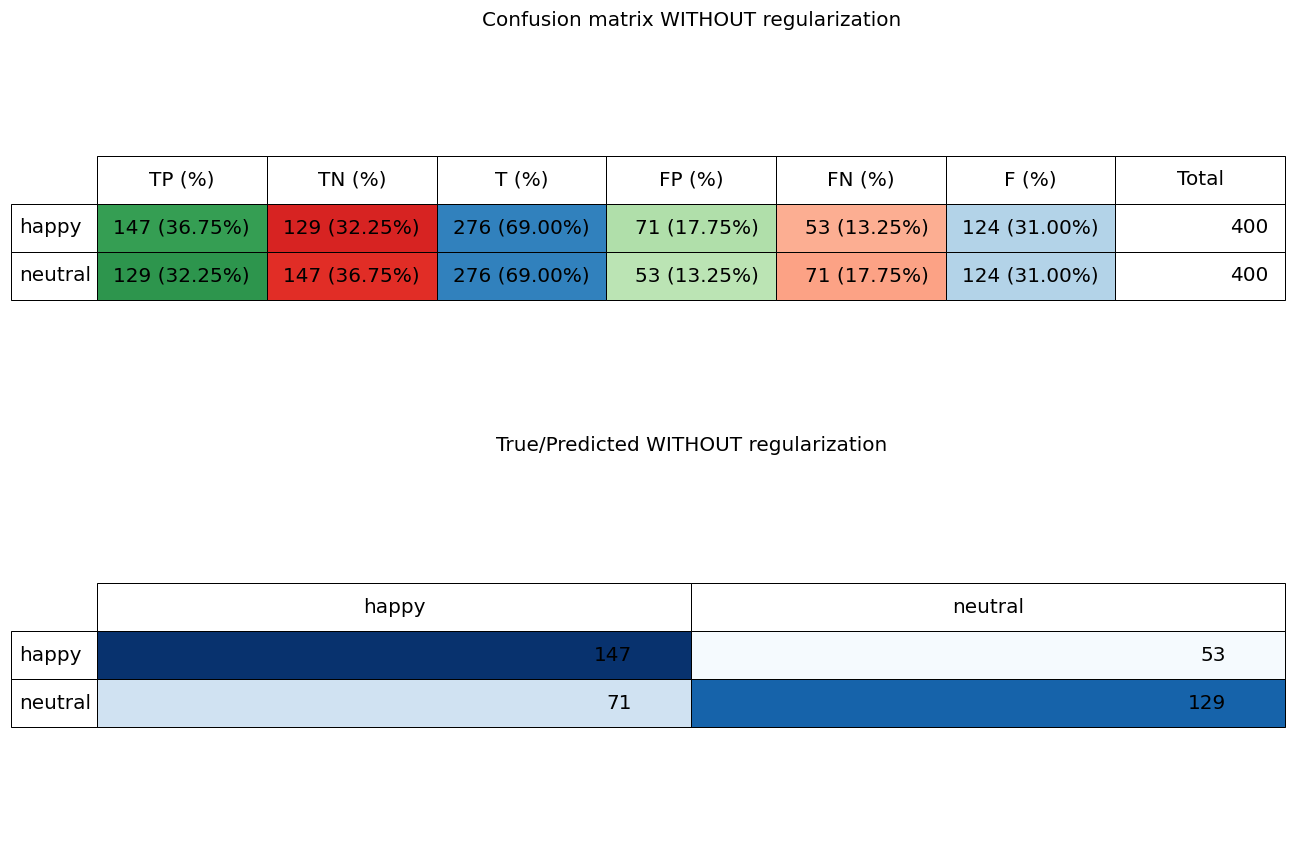 Confusion matrix WITHOUT regularization
TP (%) TN (%) T (%) FP (%) FN (%) F (%) Total
happy 147 (36.75%) 129 (32.25%) 276 (69.00%) 71 (17.75%) 53 (13.25%) 124 (31.00%) 400
neutral 129 (32.25%) 147 (36.75%) 276 (69.00%) 53 (13.25%) 71 (17.75%) 124 (31.00%) 400
True/Predicted WITHOUT regularization
happy neutral
happy 147 53
neutral 71 129